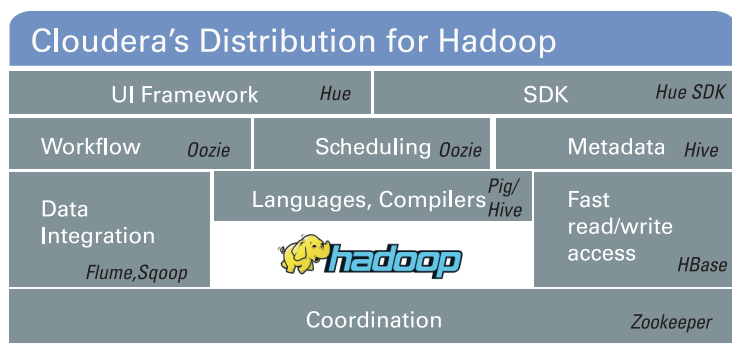 Cloudera's Distribution for Hadoop
UI Framework Hue
SDK Hue SDK
Workflow Oozie
Scheduling Oozie
Metadata Hive
Data
Integration
Flume,Sqoop
Languages, Compilers Pig/
Hive
hadoop
Fast
read/write
access
HBase
Coordination Zookeeper